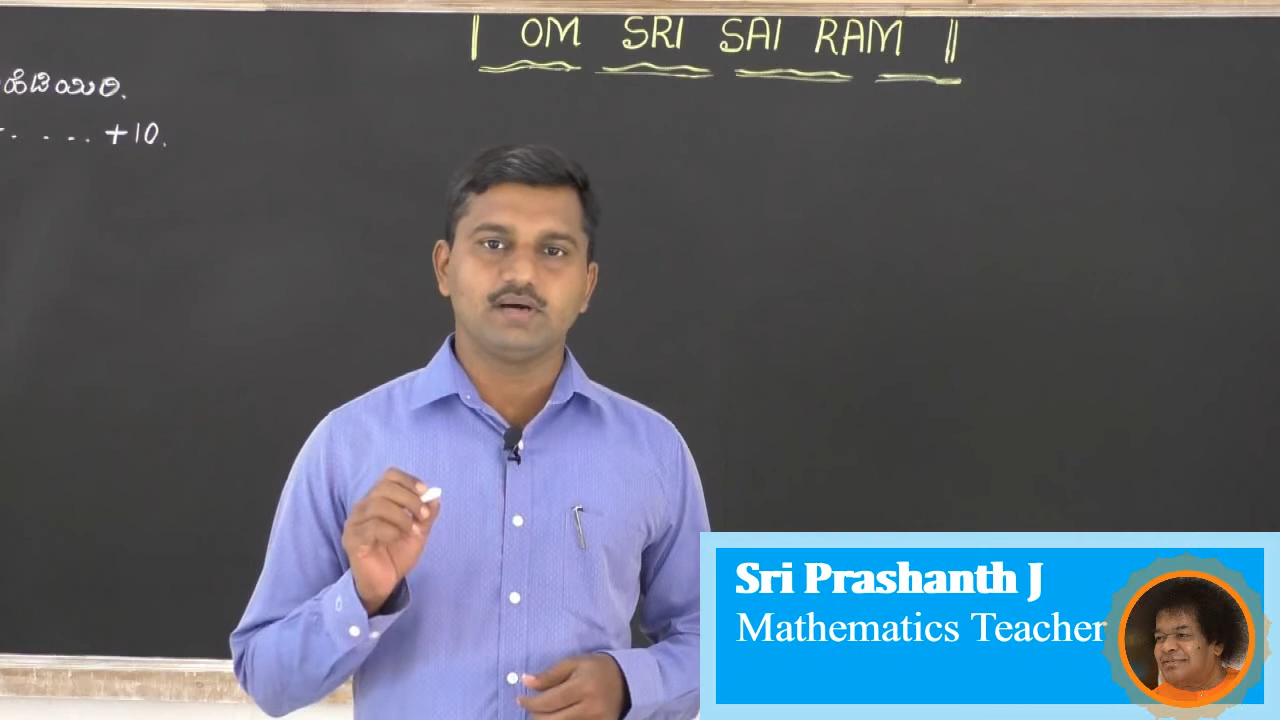 || OM SRI SAI RAM ||
ಹಿಡಿಯಿರಿ.
. . . . +10.
Sri Prashanth J
Mathematics Teacher